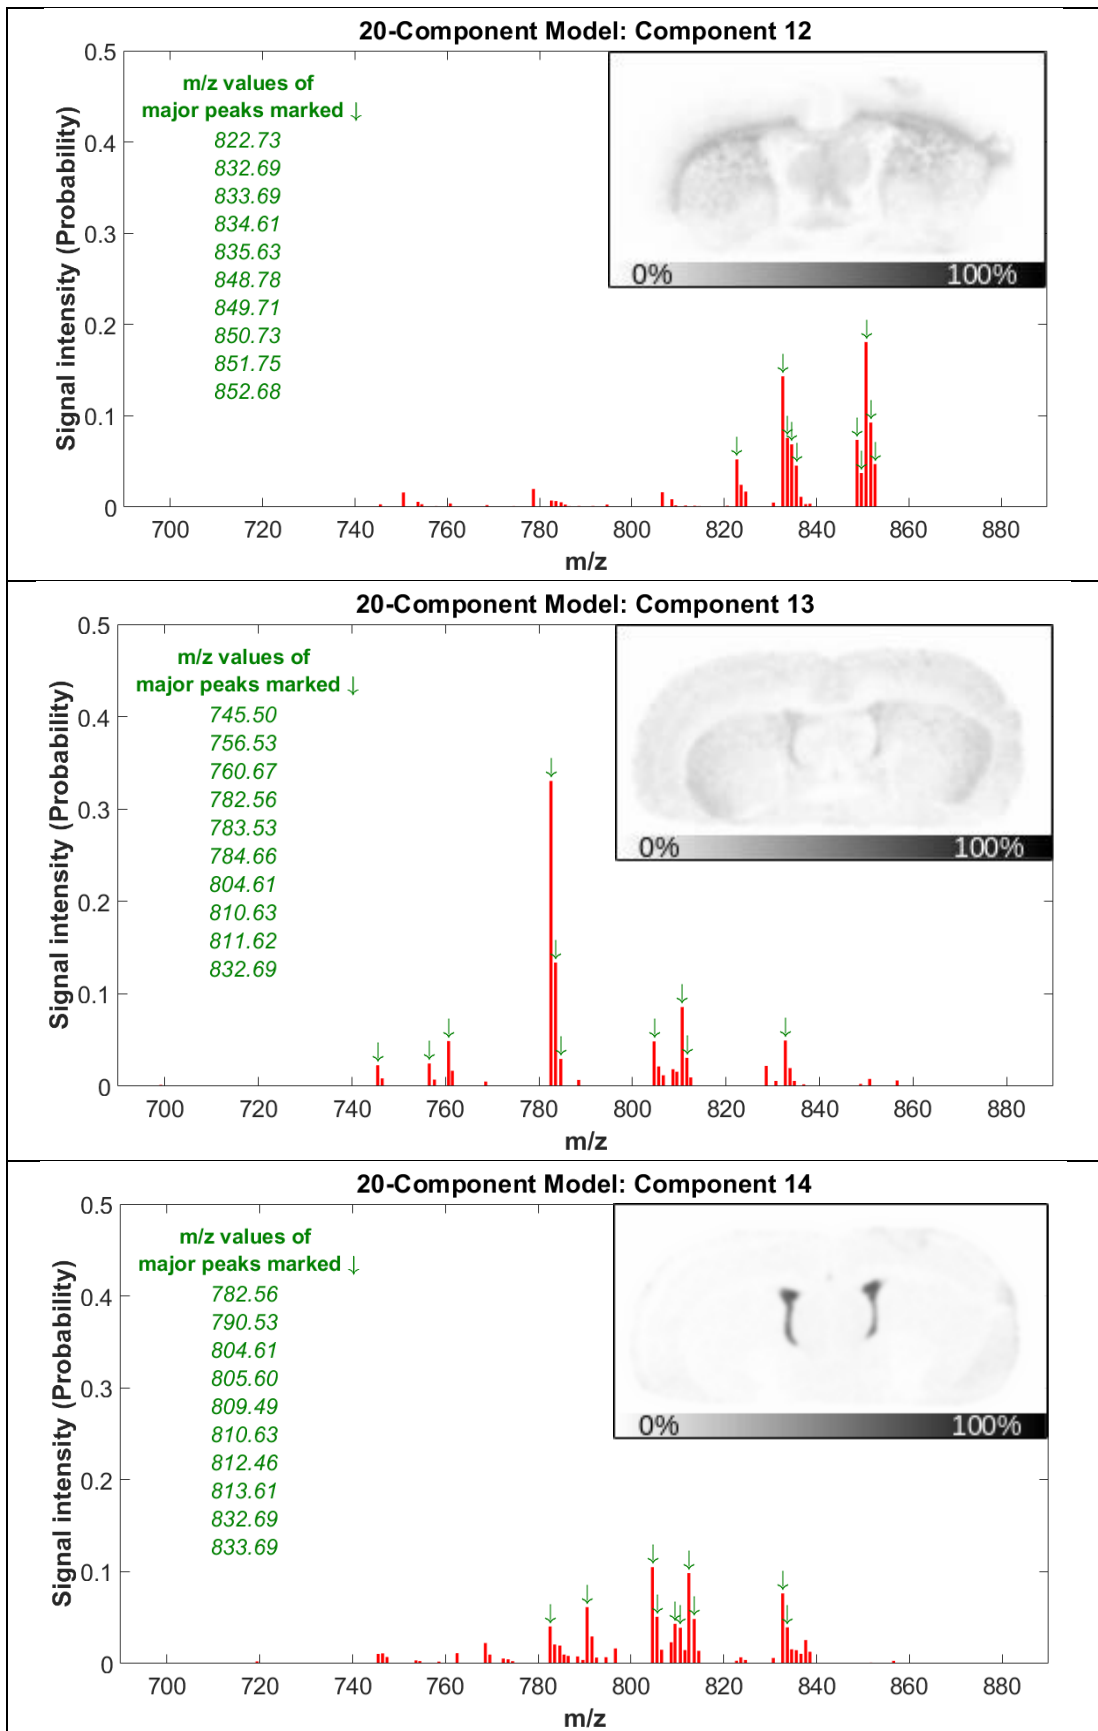 20-Component Model: Component 12
0.5
0.4
0.3
0.2
0.1
0
Signal intensity (Probability)
m/z values of
major peaks marked ↓
822.73
832.69
833.69
834.61
835.63
848.78
849.71
850.73
851.75
852.68
0% 100%
700 720 740 760 780 800 820 840 860 880
m/z
20-Component Model: Component 13
0.5
0.4
0.3
0.2
0.1
0
Signal intensity (Probability)
m/z values of
major peaks marked ↓
745.50
756.53
760.67
782.56
783.53
784.66
804.61
810.63
811.62
832.69
0% 100%
700 720 740 760 780 800 820 840 860 880
m/z
20-Component Model: Component 14
0.5
0.4
0.3
0.2
0.1
0
Signal intensity (Probability)
m/z values of
major peaks marked ↓
782.56
790.53
804.61
805.60
809.49
810.63
812.46
813.61
832.69
833.69
0% 100%
700 720 740 760 780 800 820 840 860 880
m/z